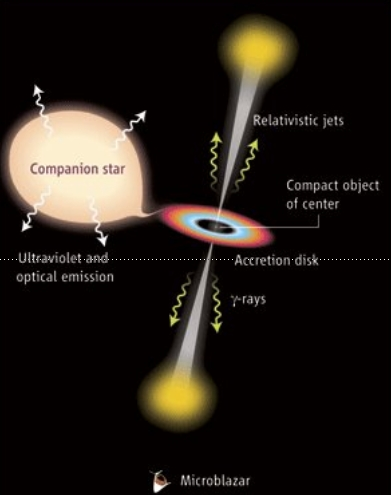 Relativistic jets
Companion star
Compact object
of center
Ultraviolet and
optical emission
Accretion disk
γ-rays
Microblazar